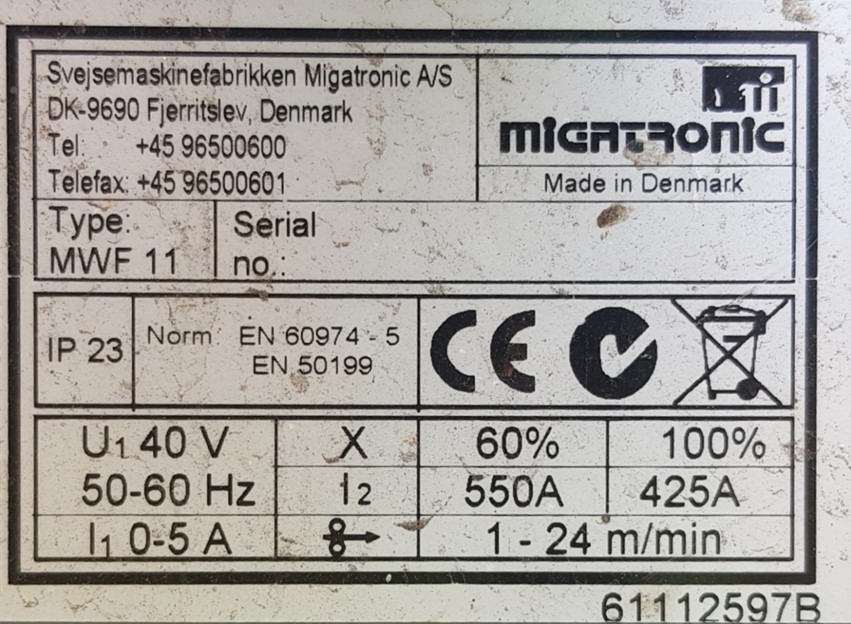 Svejsemaskinefabrikken Migatronic A/S
DK-9690 Fjerritslev, Denmark
Tel: +45 96500600
Telefax: +45 96500601
MIGATRONIC
Made in Denmark
Type:
MWF 11
Serial
no.:
IP 23
Norm EN 60974 - 5
EN 50199
CE
U1 40 V X 60% 100%
50-60 Hz I2 550A 425A
I1 0-5 A 1 - 24 m/min
61112597B